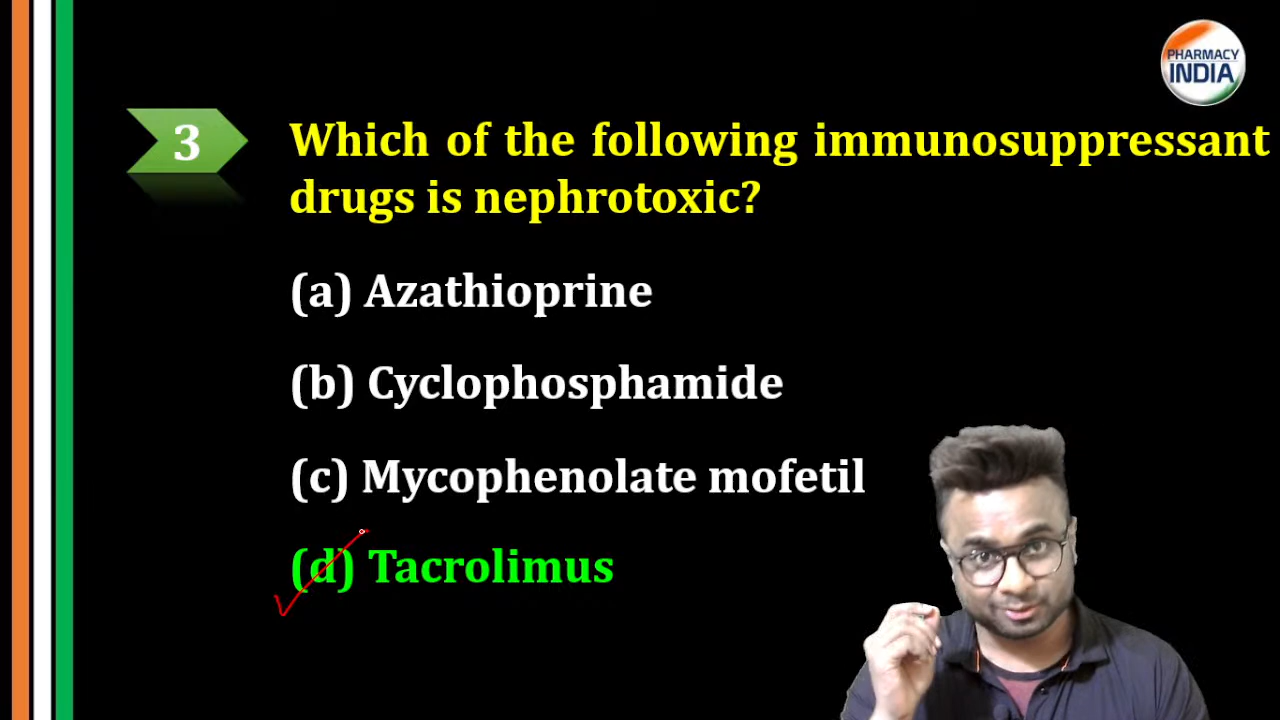 PHARMACY
INDIA
3
Which of the following immunosuppressant
drugs is nephrotoxic?
(a) Azathioprine
(b) Cyclophosphamide
(c) Mycophenolate mofetil
(d) Tacrolimus